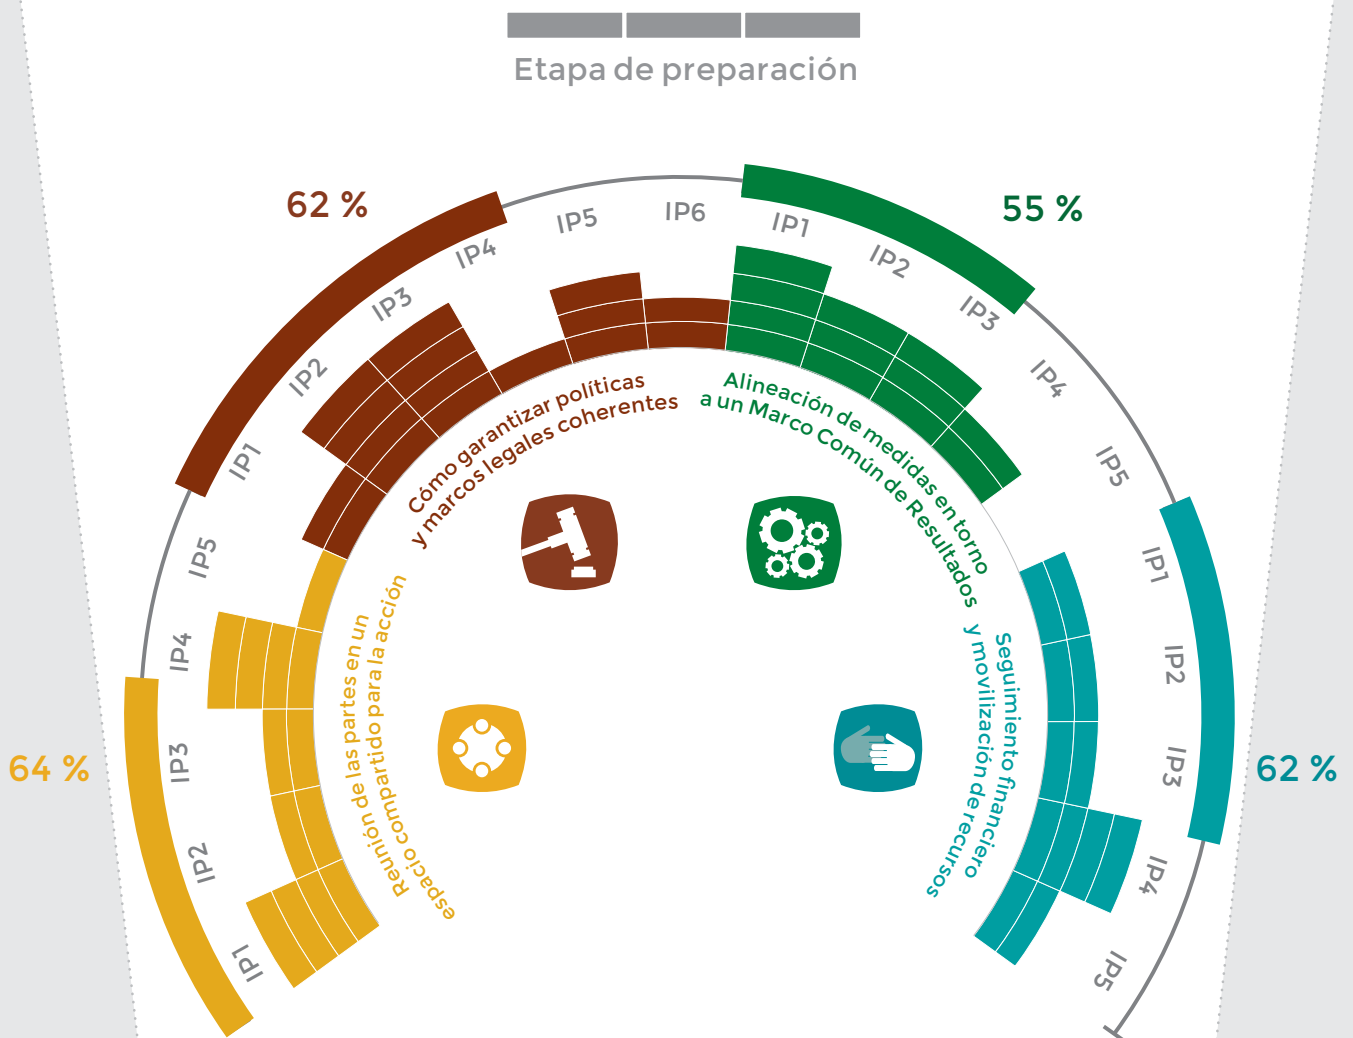 Etapa de preparación
64 %
IP1
IP2
IP3
IP4
IP5
Reunión de las partes en un
espacio compartido para la acción
62 %
IP1
IP2
IP3
IP4
IP5
IP6
Cómo garantizar políticas
y marcos legales coherentes
55 %
IP1
IP2
IP3
IP4
IP5
Alineación de medidas en torno
a un Marco Común de Resultados
62 %
IP1
IP2
IP3
IP4
IP5
Seguimiento financiero
y movilización de recursos